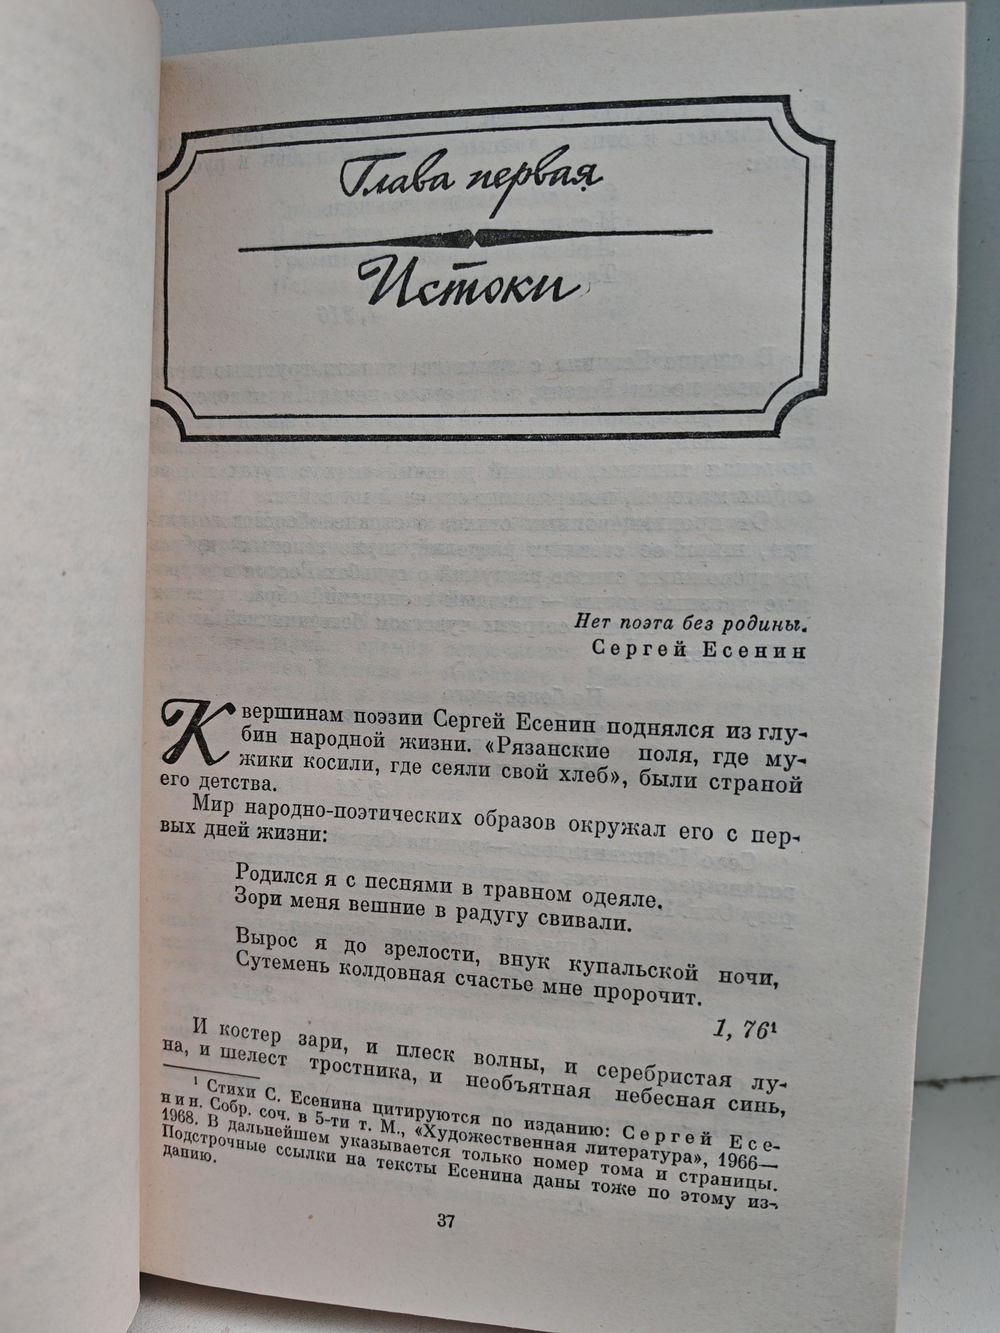 Глава первая
Истоки
Нет поэта без родины.
Сергей Есенин
К вершинам поэзии Сергей Есенин поднялся из глу-
бин народной жизни. «Рязанские поля, где му-
жики косили, где сеяли свой хлеб», были страной
его детства.
Мир народно-поэтических образов окружал его с пер-
вых дней жизни:
Родился я с песнями в травном одеяле.
Зори меня вешние в радугу свивали.
Вырос я до зрелости, внук купальской ночи,
Сутемень колдовная счастье мне пророчит.
1, 76¹
И костер зари, и плеск волны, и серебристая лу-
на, и шелест тростника, и необъятная небесная синь,
¹ Стихи С. Есенина цитируются по изданию: Сергей Есе-
нин. Собр. соч. в 5-ти т. М., «Художественная литература», 1966—
1968. В дальнейшем указывается только номер тома и страницы.
Подстрочные ссылки на тексты Есенина даны тоже по этому из-
данию.
37